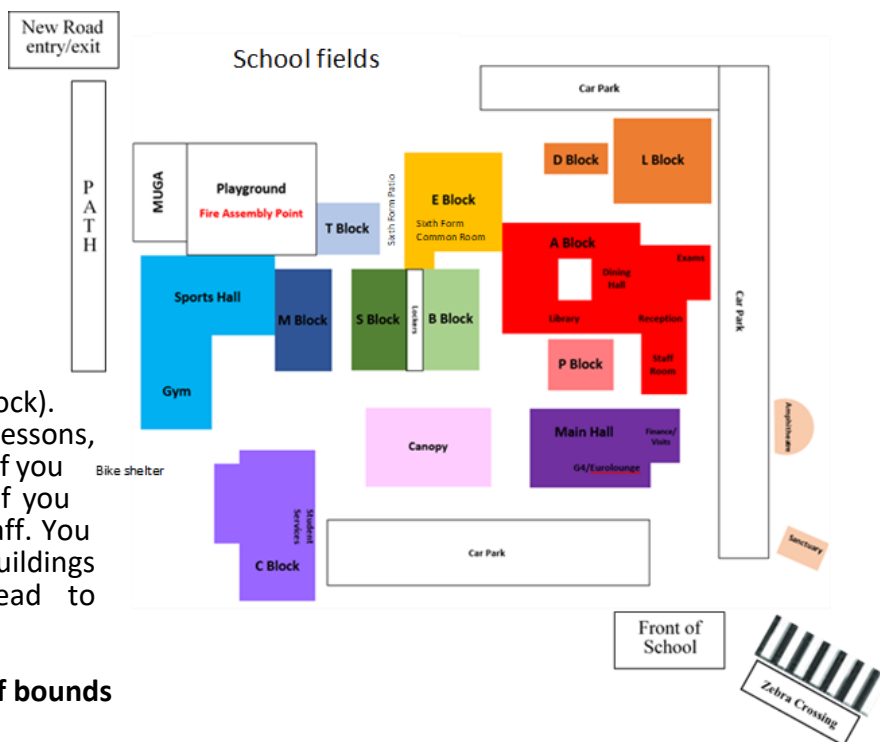 New Road
entry/exit
School fields
Car Park
PATH
MUGA
Playground
Fire Assembly Point
T Block
Sixth Form Patio
E Block
Sixth Form
Common Room
D Block
L Block
A Block
Exams
Dining
Hall
Library
Reception
Staff
Room
Car Park
Sports Hall
M Block
S Block
Lockers
B Block
P Block
Gym
ock).
essons,
f you
f you
aff. You
uildings
ead to
f bounds
Bike shelter
Canopy
Main Hall
Finance/
Visits
G4/Eurolounge
Amphitheatre
Student
Services
C Block
Car Park
Sanctuary
Front of
School
Zebra Crossing